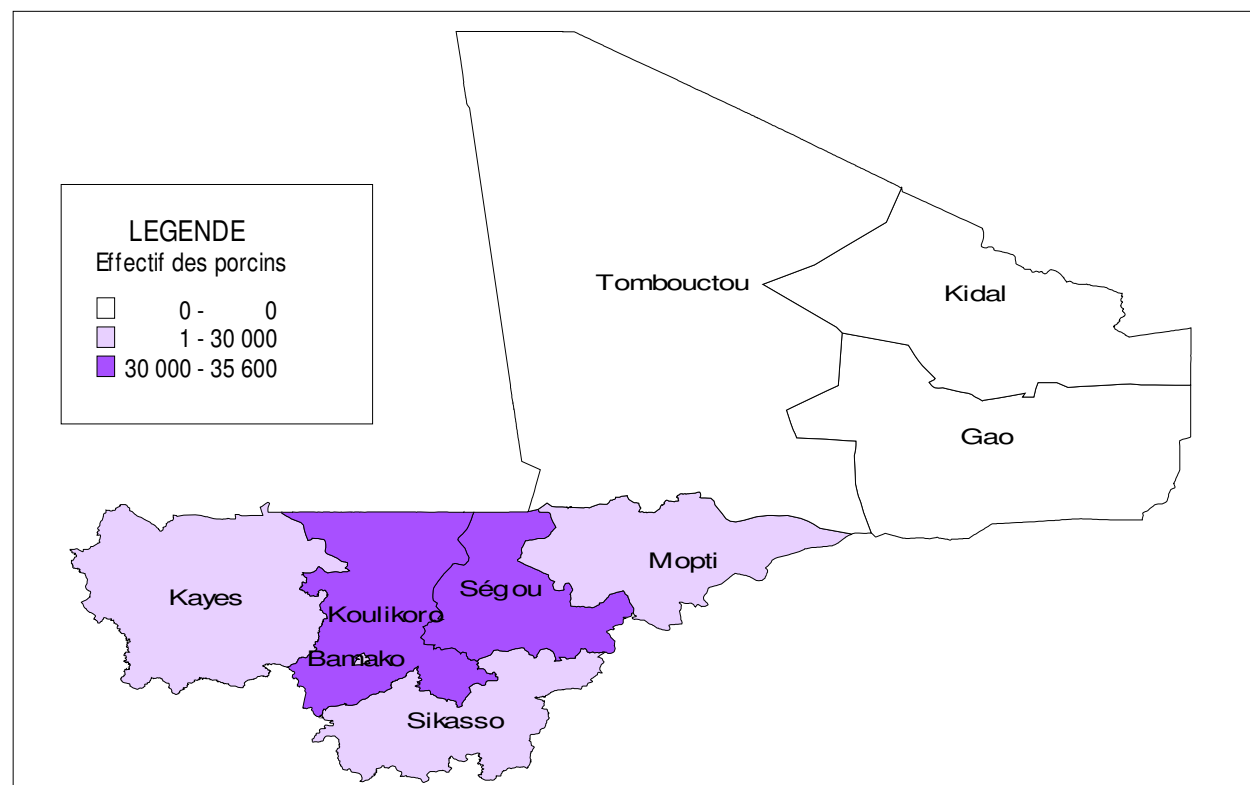 LEGENDE
Effectif des porcins
0 - 0
1 - 30 000
30 000 - 35 600
Tombouctou
Kidal
Gao
Mopti
Ségou
Kayes
Koulikoro
Bamako
Sikasso